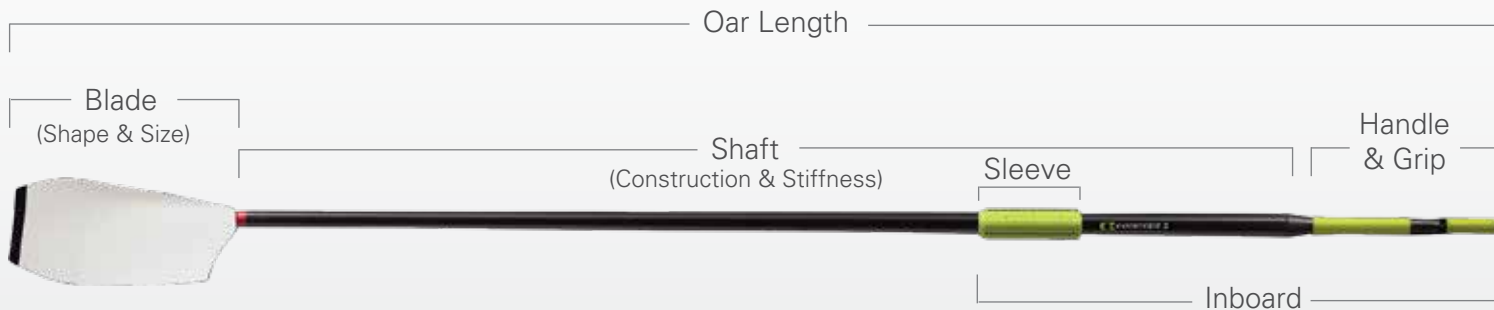 Oar Length
Blade
(Shape & Size)
Shaft
(Construction & Stiffness)
Sleeve
Handle
& Grip
Inboard